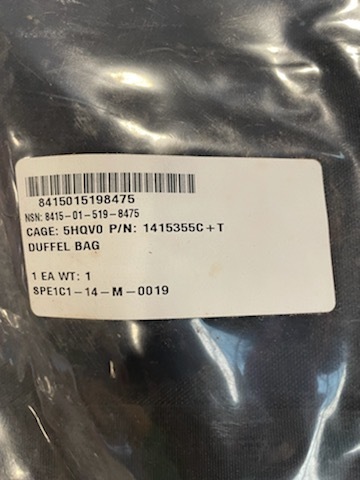 8415015198475
NSN: 8415-01-519-8475
CAGE: 5HQV0 P/N: 1415355C+T
DUFFEL BAG
1 EA WT: 1
SPE1C1-14-M-0019